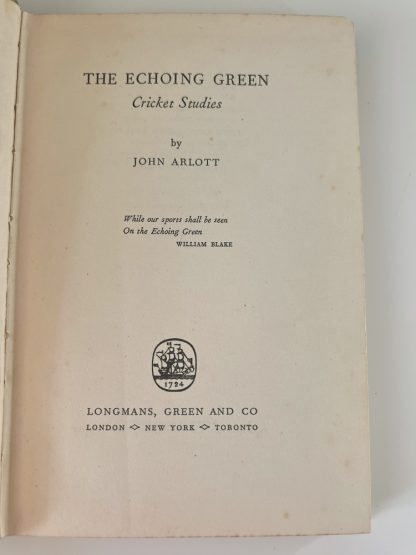 THE ECHOING GREEN
Cricket Studies
by
JOHN ARLOTT
While our sports shall be seen
On the Echoing Green
WILLIAM BLAKE
1724
LONGMANS, GREEN AND CO
LONDON ◇ NEW YORK ◇ TORONTO